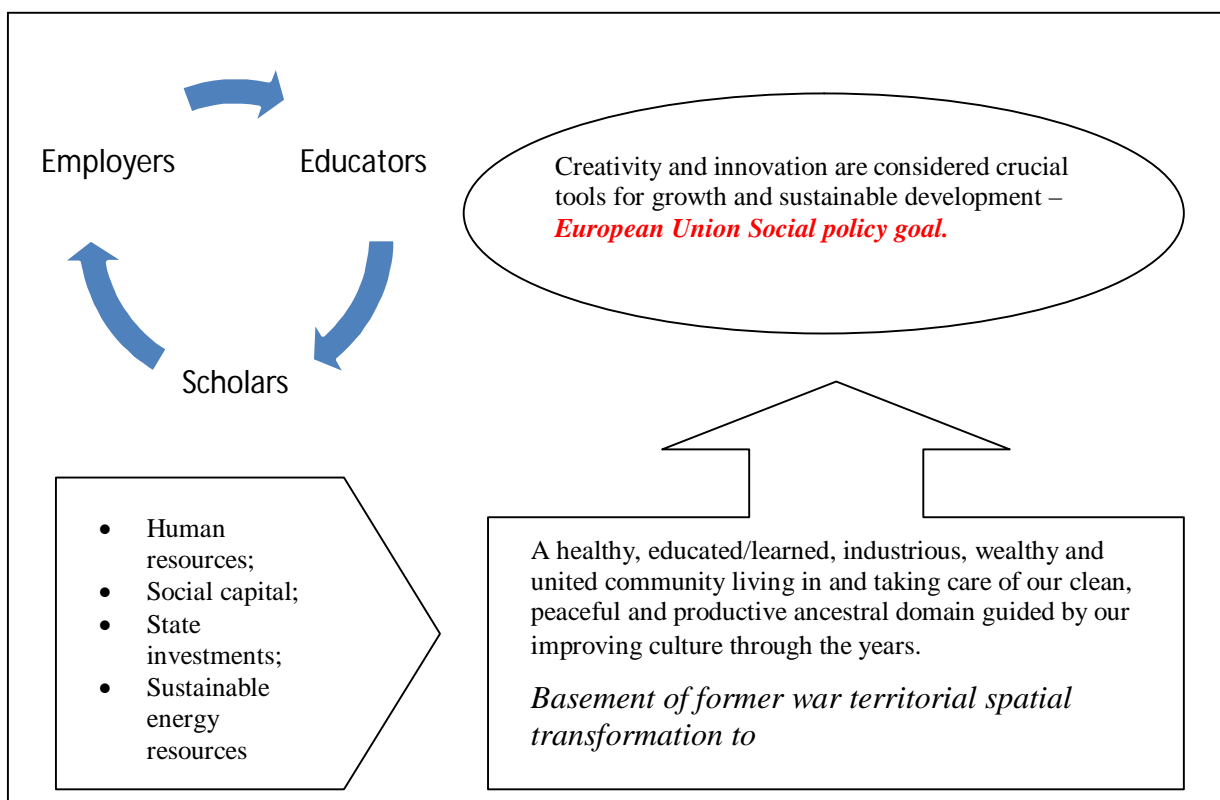 Employers
Educators
Scholars
Creativity and innovation are considered crucial
tools for growth and sustainable development –
European Union Social policy goal.
• Human
resources;
• Social capital;
• State
investments;
• Sustainable
energy
resources
A healthy, educated/learned, industrious, wealthy and
united community living in and taking care of our clean,
peaceful and productive ancestral domain guided by our
improving culture through the years.
Basement of former war territorial spatial
transformation to